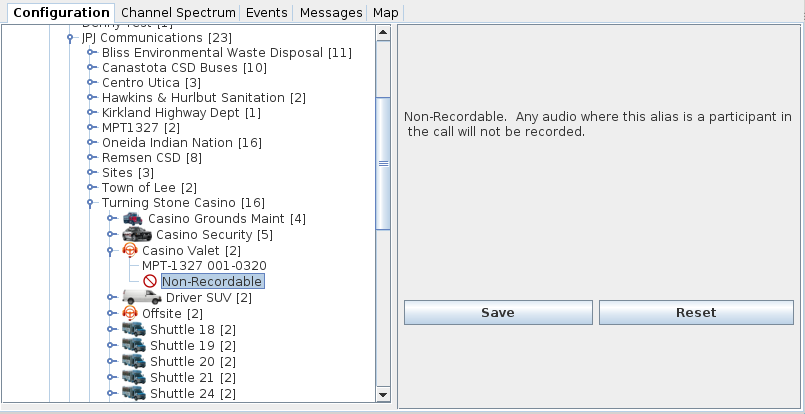 Configuration Channel Spectrum Events Messages Map
JPJ Communications [23]
Bliss Environmental Waste Disposal [11]
Canastota CSD Buses [10]
Centro Utica [3]
Hawkins & Hurlbut Sanitation [2]
Kirkland Highway Dept [1]
MPT1327 [2]
Oneida Indian Nation [16]
Remsen CSD [8]
Sites [3]
Town of Lee [2]
Turning Stone Casino [16]
Casino Grounds Maint [4]
Casino Security [5]
Casino Valet [2]
MPT-1327 001-0320
Non-Recordable
Driver SUV [2]
Offsite [2]
Shuttle 18 [2]
Shuttle 19 [2]
Shuttle 20 [2]
Shuttle 21 [2]
Shuttle 24 [2]
Non-Recordable.  Any audio where this alias is a participant in
the call will not be recorded.
Save Reset